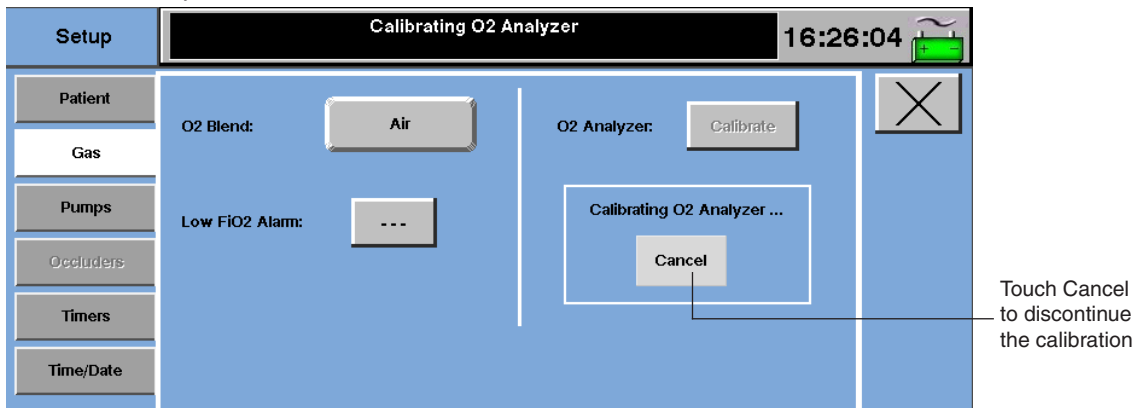 Setup
Calibrating O2 Analyzer
16:26:04
+ -
Patient
Gas
Pumps
Occluders
Timers
Time/Date
O2 Blend:
Air
Low FiO2 Alarm:
---
O2 Analyzer:
Calibrate
Calibrating O2 Analyzer ...
Cancel
Touch Cancel
to discontinue
the calibration